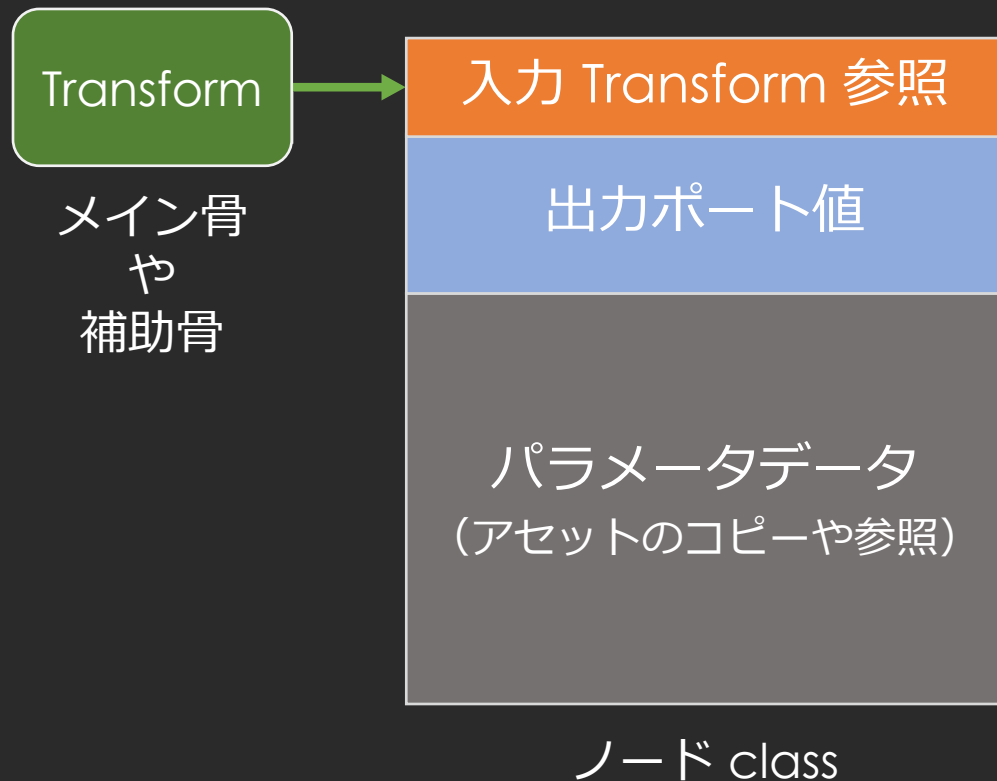 Transform
メイン骨
や
補助骨
入力 Transform 参照
出力ポート値
パラメータデータ
（アセットのコピーや参照）
ノード class